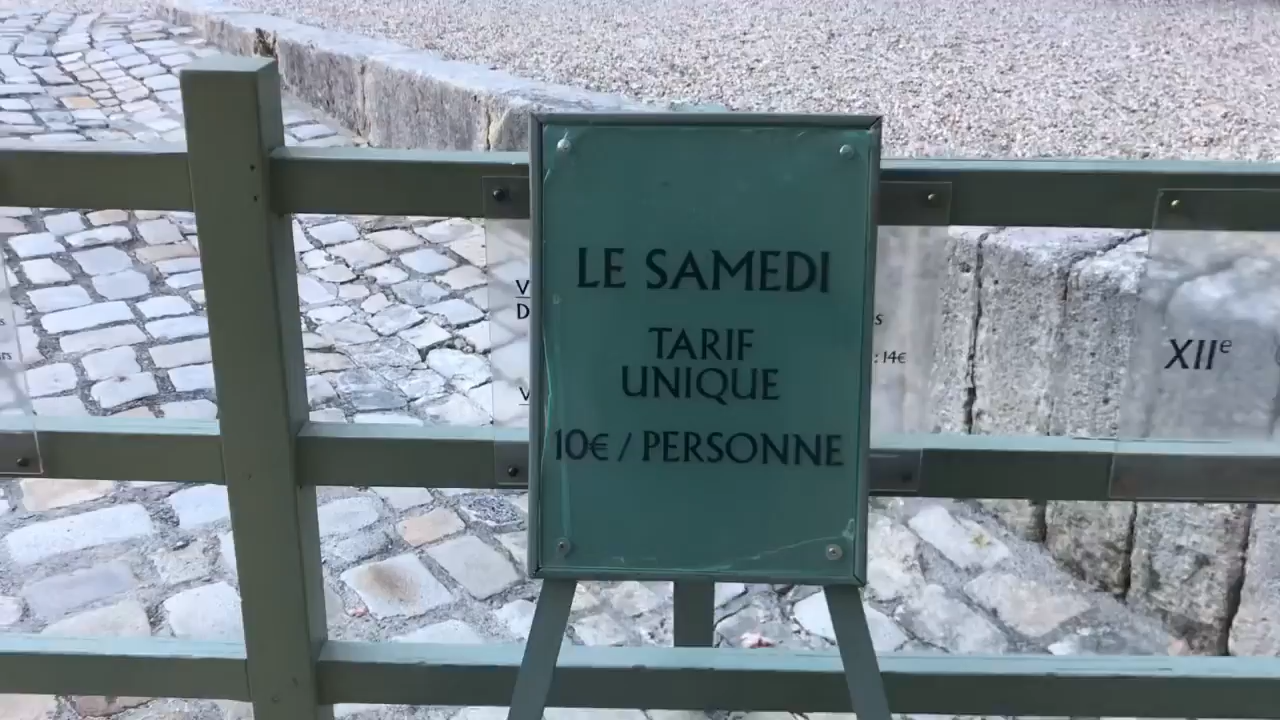 LE SAMEDI
TARIF
UNIQUE
10€ / PERSONNE
: 14€
XIIe